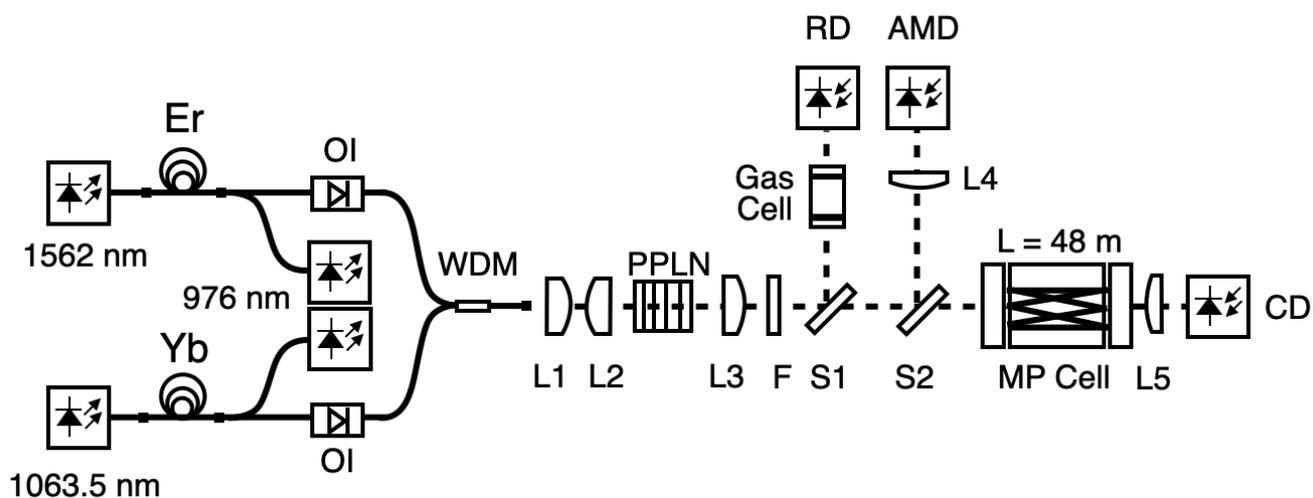 RD AMD
Er
OI
Gas
Cell
L4
1562 nm
L = 48 m
WDM
PPLN
976 nm
CD
Yb
L1 L2 L3 F S1 S2 MP Cell L5
OI
1063.5 nm